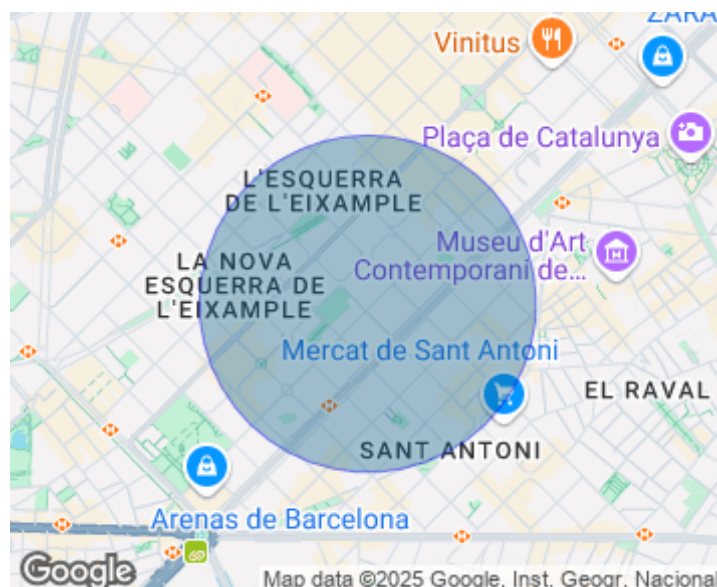 ZARA
Vinitus
Plaça de Catalunya
L'ESQUERRA
DE L'EIXAMPLE
Museu d'Art
Contemporani de...
LA NOVA
ESQUERRA DE
L'EIXAMPLE
Mercat de Sant Antoni
EL RAVAL
SANT ANTONI
Arenas de Barcelona
Google
Map data ©2025 Google, Inst. Geogr. Nacional